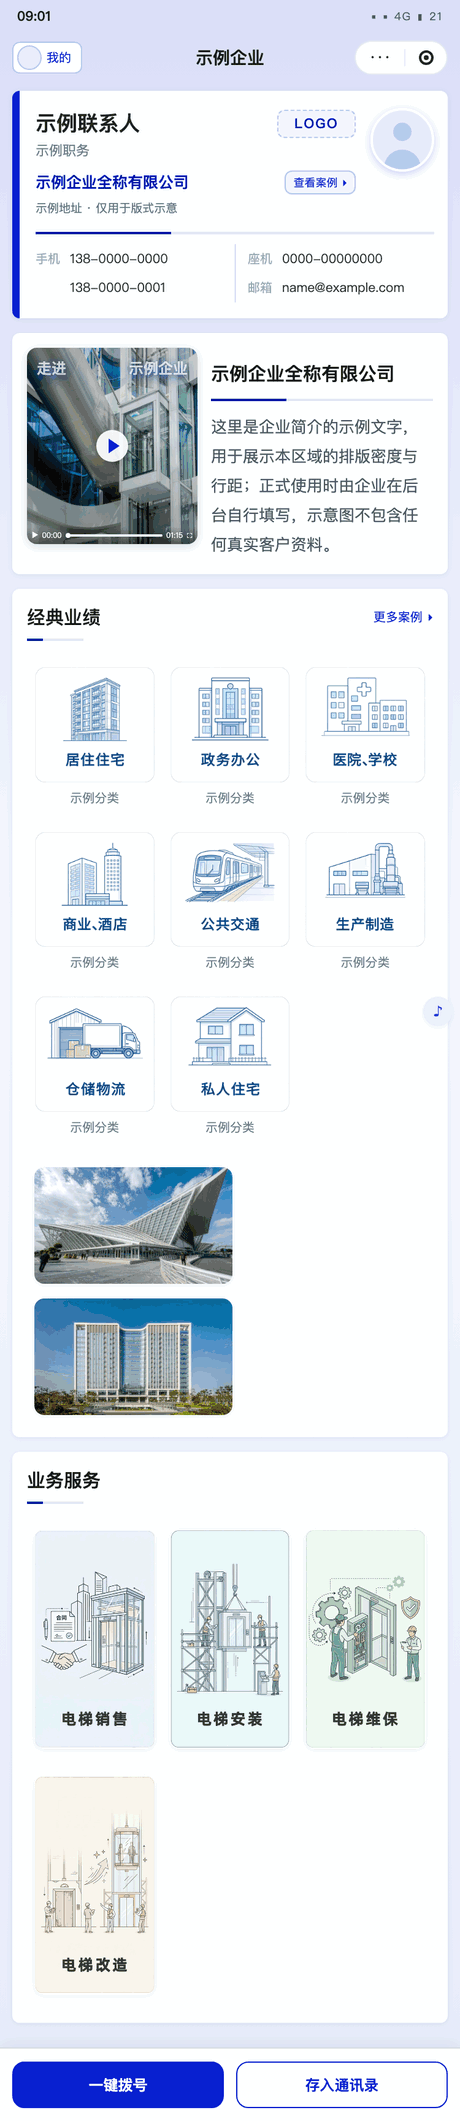 09:01
4G
21
我的
示例企业
示例联系人
LOGO
示例职务
示例企业全称有限公司
查看案例
示例地址 · 仅用于版式示意
手机 138-0000-0000
座机 0000-00000000
138-0000-0001
邮箱 name@example.com
走进 示例企业
00:00
01:15
示例企业全称有限公司
这里是企业简介的示例文字，
用于展示本区域的排版密度与
行距；正式使用时由企业在后
台自行填写，示意图不包含任
何真实客户资料。
经典业绩
更多案例
居住住宅
政务办公
医院、学校
示例分类
示例分类
示例分类
商业、酒店
公共交通
生产制造
示例分类
示例分类
示例分类
仓储物流
私人住宅
示例分类
示例分类
业务服务
合同
电梯销售
电梯安装
电梯维保
电梯改造
一键拨号
存入通讯录